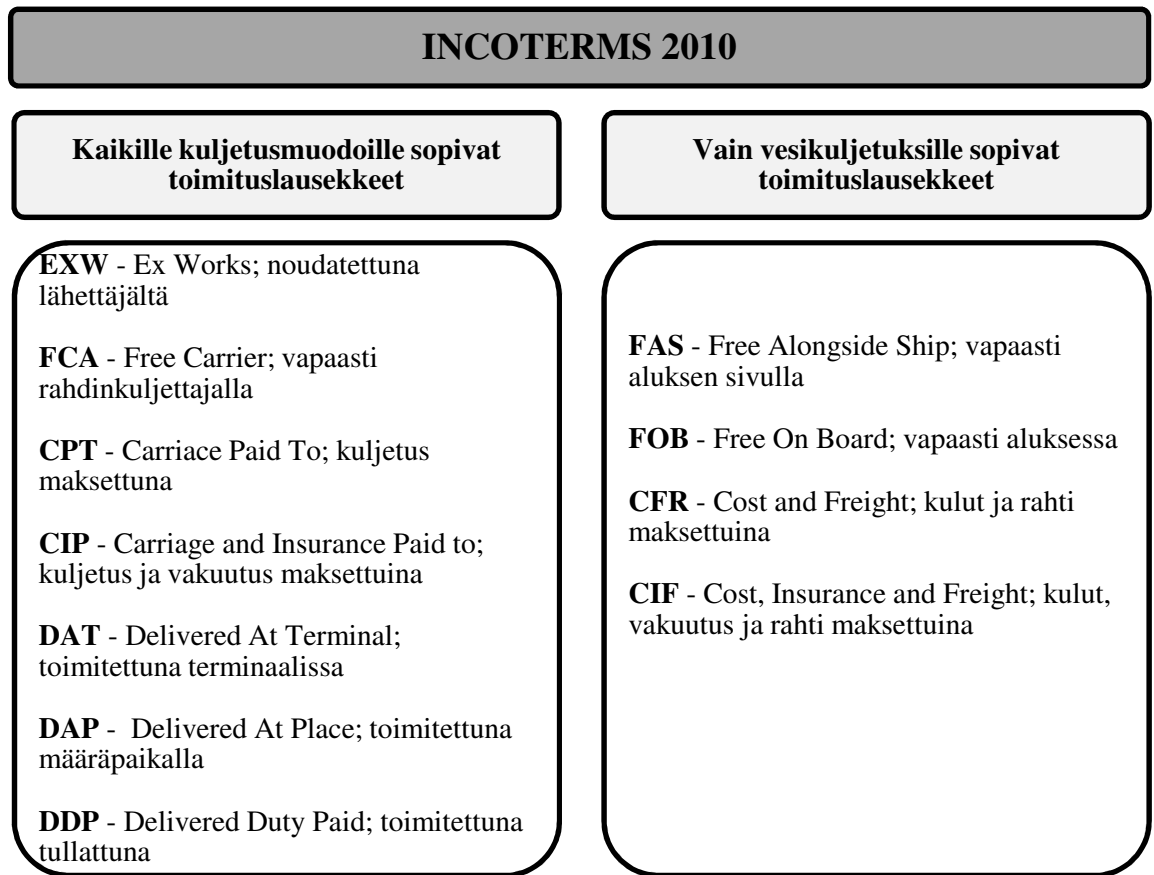 INCOTERMS 2010
Kaikille kuljetusmuodoille sopivat
toimituslausekkeet
EXW - Ex Works; noudatettuna
lähettäjältä
FCA - Free Carrier; vapaasti
rahdinkuljettajalla
CPT - Carriace Paid To; kuljetus
maksettuna
CIP - Carriage and Insurance Paid to;
kuljetus ja vakuutus maksettuina
DAT - Delivered At Terminal;
toimitettuna terminaalissa
DAP -  Delivered At Place; toimitettuna
määräpaikalla
DDP - Delivered Duty Paid; toimitettuna
tullattuna
Vain vesikuljetuksille sopivat
toimituslausekkeet
FAS - Free Alongside Ship; vapaasti
aluksen sivulla
FOB - Free On Board; vapaasti aluksessa
CFR - Cost and Freight; kulut ja rahti
maksettuina
CIF - Cost, Insurance and Freight; kulut,
vakuutus ja rahti maksettuina